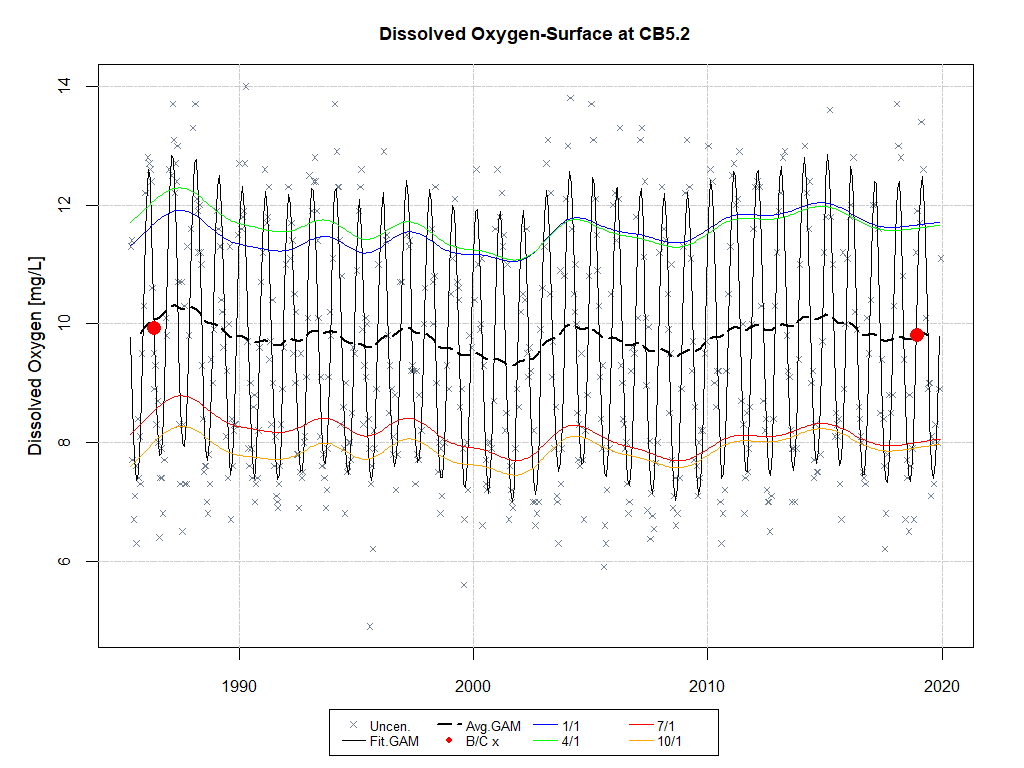 Dissolved Oxygen-Surface at CB5.2
Dissolved Oxygen [mg/L]
14
12
10
8
6
1990 2000 2010 2020
Uncen. Avg.GAM 1/1 7/1
Fit.GAM B/C x 4/1 10/1